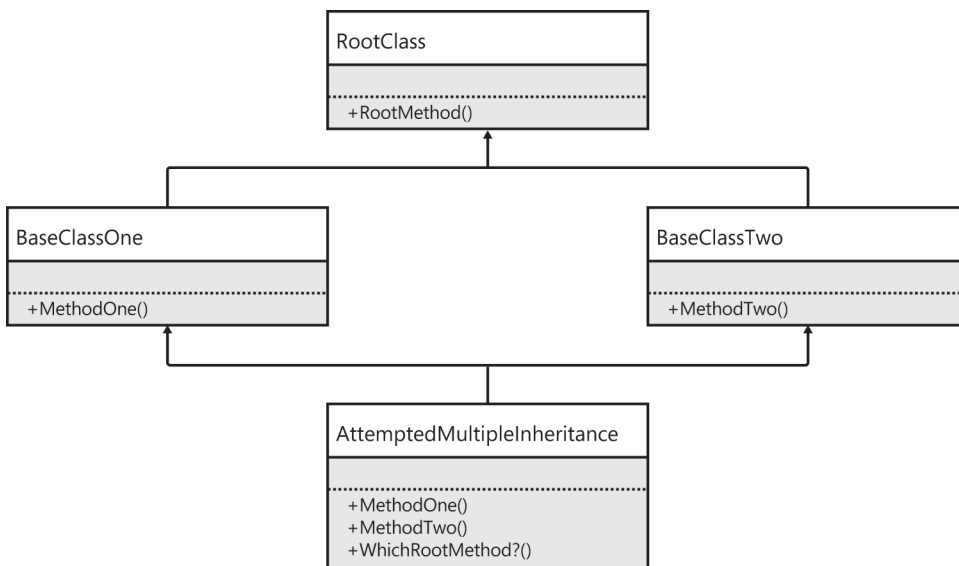 RootClass
+RootMethod()
BaseClassOne
+MethodOne()
BaseClassTwo
+MethodTwo()
AttemptedMultipleInheritance
+MethodOne()
+MethodTwo()
+WhichRootMethod?()